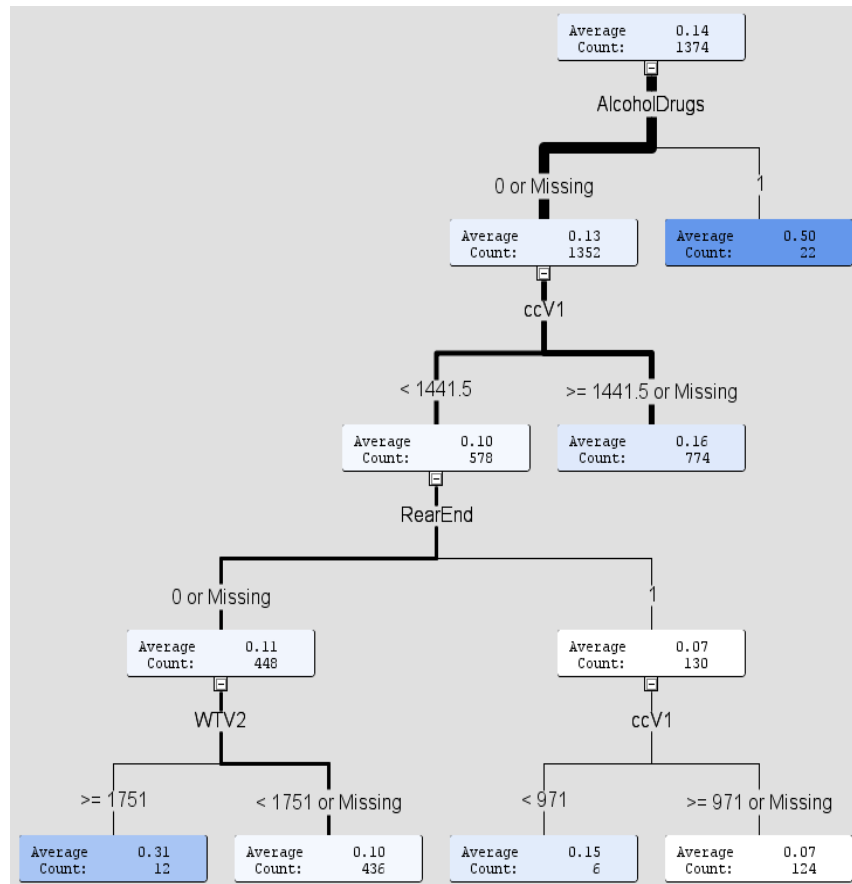 Average 0.14
Count: 1374
AlcoholDrugs
0 or Missing
1
Average 0.13
Count: 1352
Average 0.50
Count: 22
ccV1
< 1441.5
>= 1441.5 or Missing
Average 0.10
Count: 578
Average 0.16
Count: 774
RearEnd
0 or Missing
1
Average 0.11
Count: 448
Average 0.07
Count: 130
WTV2
ccV1
>= 1751
< 1751 or Missing
< 971
>= 971 or Missing
Average 0.31
Count: 12
Average 0.10
Count: 436
Average 0.15
Count: 6
Average 0.07
Count: 124